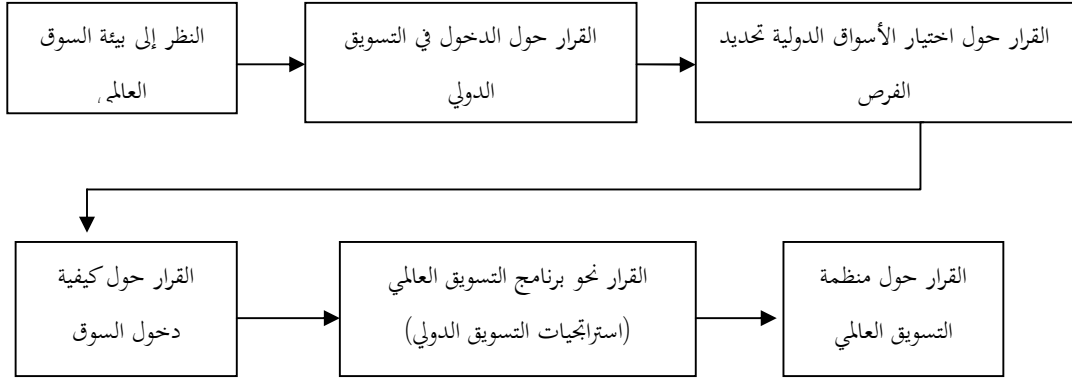 النظر إلى بيئة السوق
العالمي
القرار حول الدخول في التسويق
الدولي
القرار حول اختيار الأسواق الدولية تحديد
الفرص
القرار حول كيفية
دخول السوق
القرار نحو برنامج التسويق العالمي
(استراتجيات التسويق الدولي)
القرار حول منظمة
التسويق العالمي